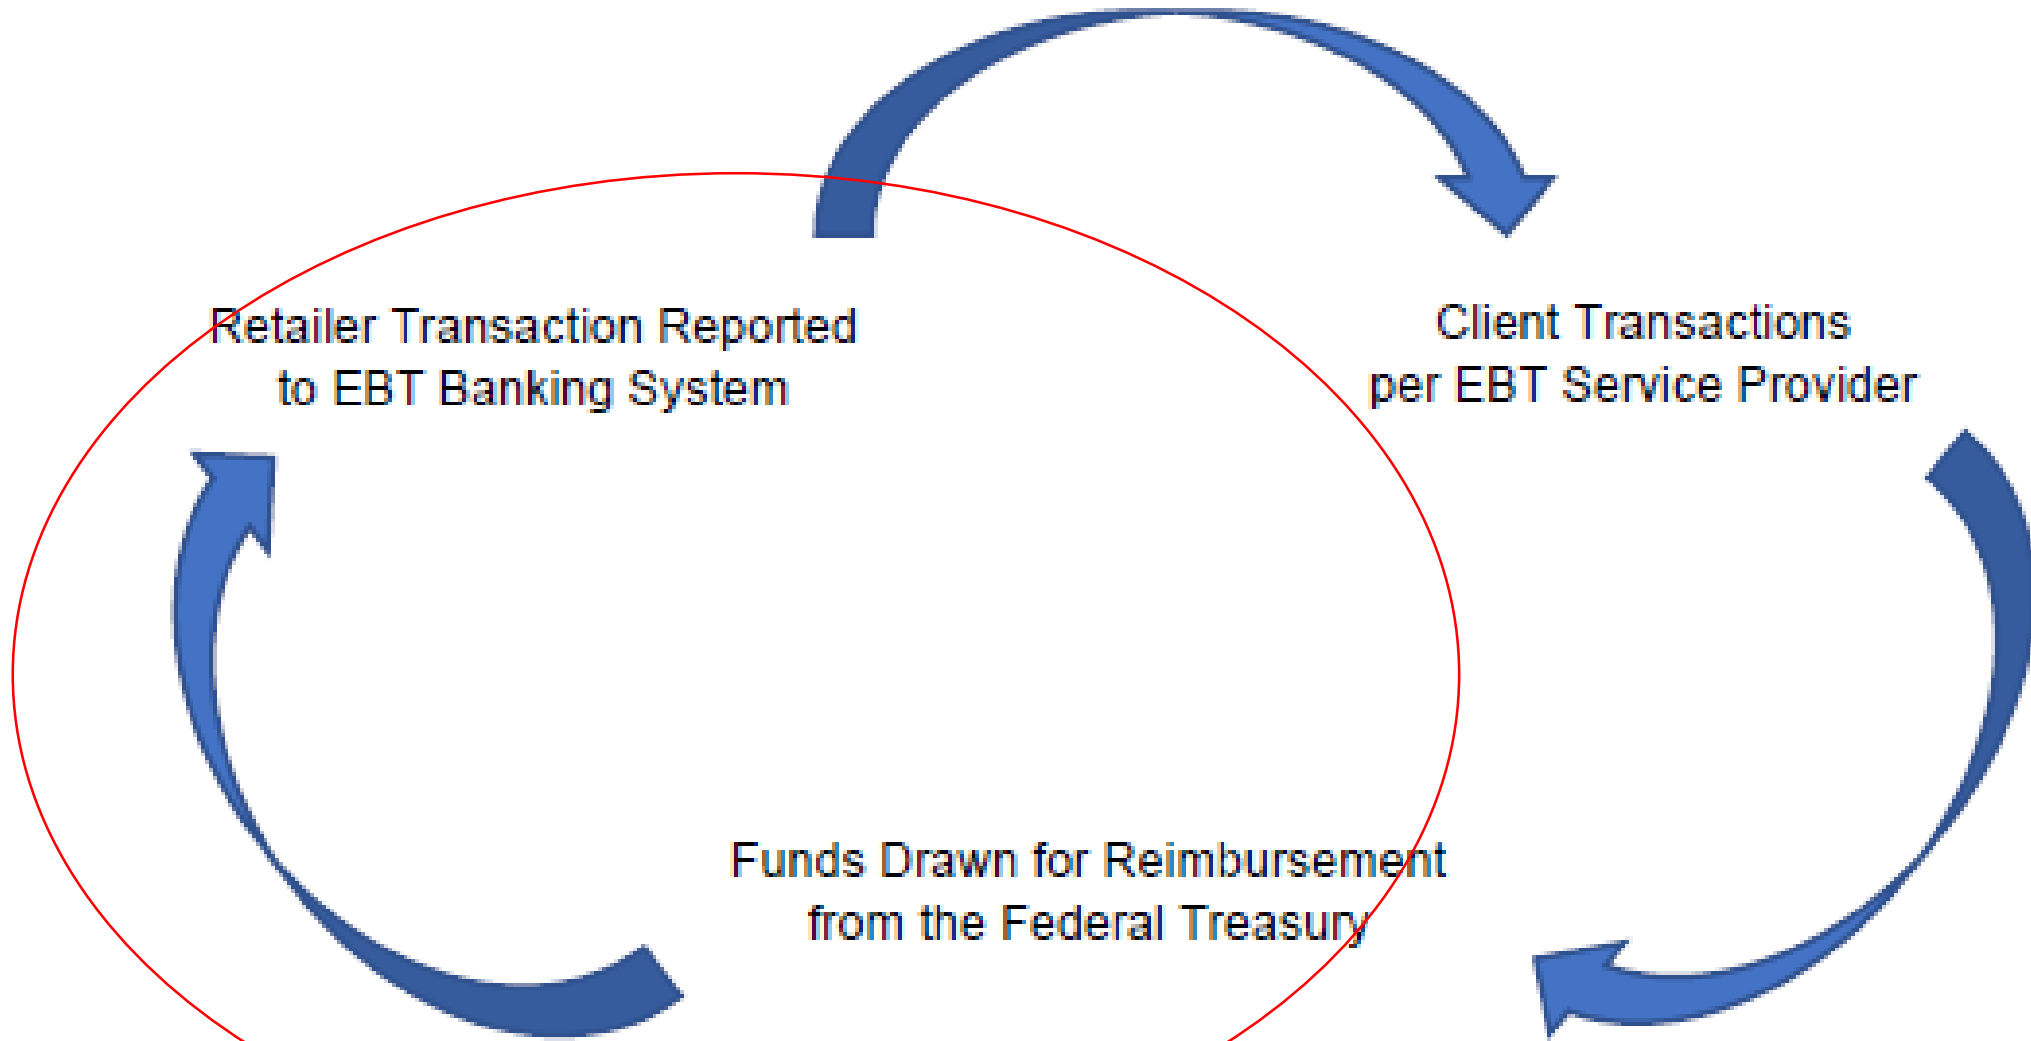 Retailer Transaction Reported
to EBT Banking System
Client Transactions
per EBT Service Provider
Funds Drawn for Reimbursement
from the Federal Treasury